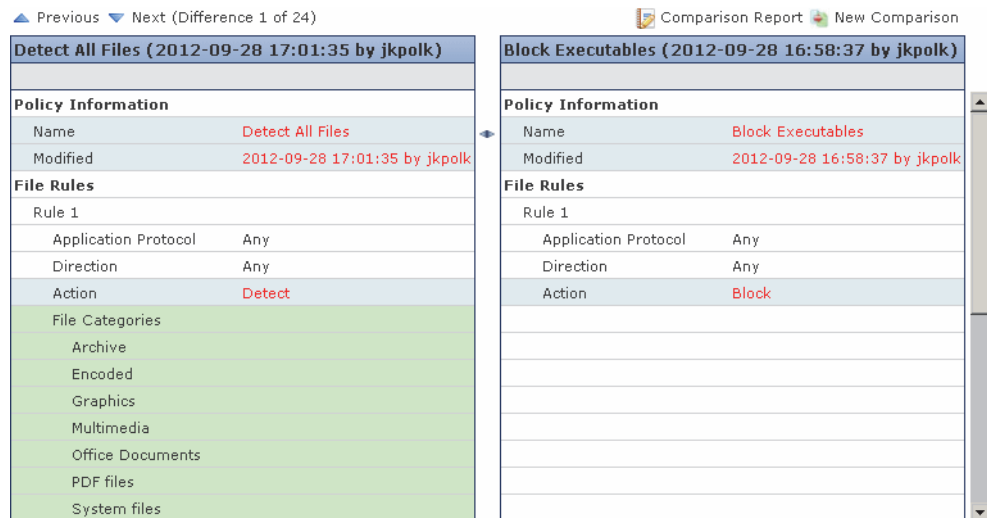 Previous Next (Difference 1 of 24) Comparison Report New Comparison
Detect All Files (2012-09-28 17:01:35 by jkpolk)
Policy Information
Name Detect All Files
Modified 2012-09-28 17:01:35 by jkpolk
File Rules
Rule 1
Application Protocol Any
Direction Any
Action Detect
File Categories
Archive
Encoded
Graphics
Multimedia
Office Documents
PDF files
System files
Block Executables (2012-09-28 16:58:37 by jkpolk)
Policy Information
Name Block Executables
Modified 2012-09-28 16:58:37 by jkpolk
File Rules
Rule 1
Application Protocol Any
Direction Any
Action Block